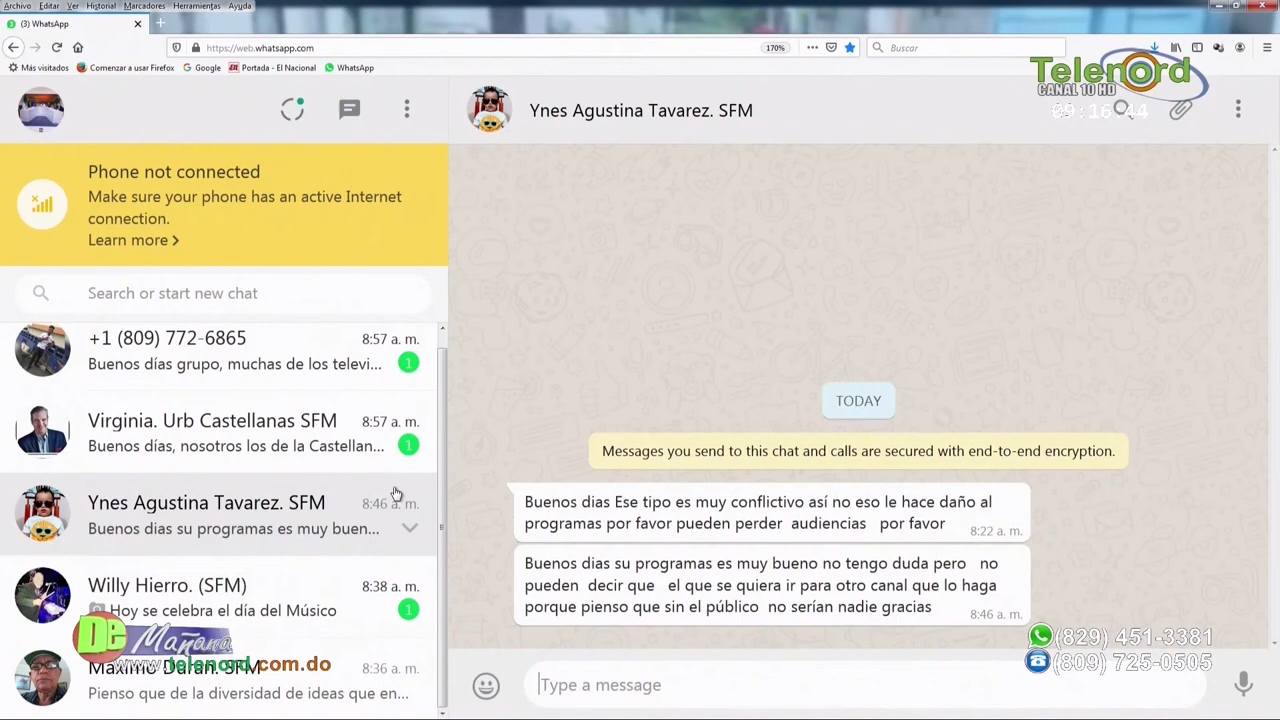 Archivo Editar Ver Historial Marcadores Herramientas Ayuda
(3) WhatsApp
https://web.whatsapp.com
170%
Buscar
Más visitados
Comenzar a usar Firefox
Google
Portada - El Nacional
WhatsApp
Telenord
CANAL 10 HD
09:16:44
Phone not connected
Make sure your phone has an active Internet
connection.
Learn more
Search or start new chat
+1 (809) 772-6865
8:57 a. m.
Buenos días grupo, muchas de los televi...
1
Virginia. Urb Castellanas SFM
8:57 a. m.
Buenos días, nosotros los de la Castellan...
1
Ynes Agustina Tavarez. SFM
8:46 a. m.
Buenos dias su programas es muy buen...
Willy Hierro. (SFM)
8:38 a. m.
Hoy se celebra el día del Músico
1
Maximo Duran. SFM
8:36 a. m.
Pienso que de la diversidad de ideas que en...
De Mañana
www.telenord.com.do
Ynes Agustina Tavarez. SFM
TODAY
Messages you send to this chat and calls are secured with end-to-end encryption.
Buenos dias Ese tipo es muy conflictivo así no eso le hace daño al
programas por favor pueden perder audiencias por favor
8:22 a. m.
Buenos dias su programas es muy bueno no tengo duda pero no
pueden decir que el que se quiera ir para otro canal que lo haga
porque pienso que sin el público no serían nadie gracias
8:46 a. m.
(829) 451-3381
(809) 725-0505
Type a message